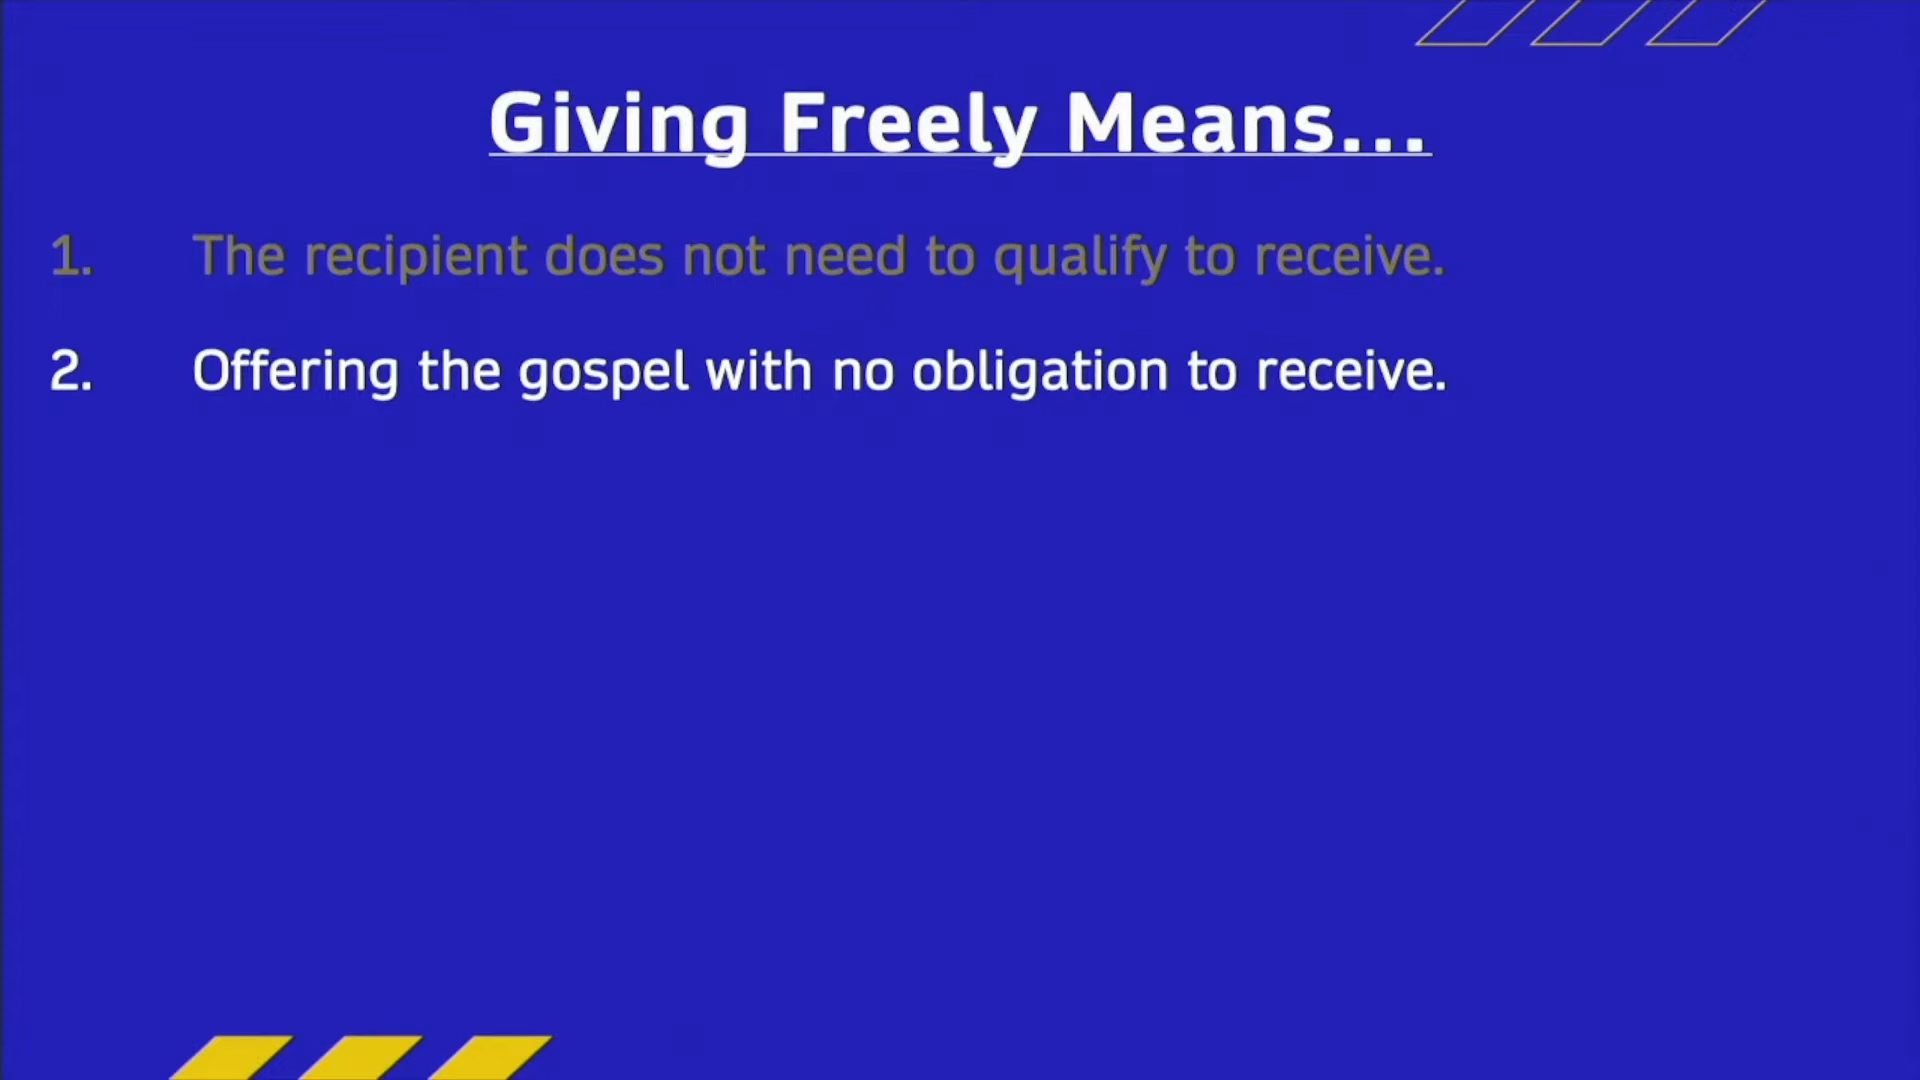 Giving Freely Means...
1. The recipient does not need to qualify to receive.
2. Offering the gospel with no obligation to receive.